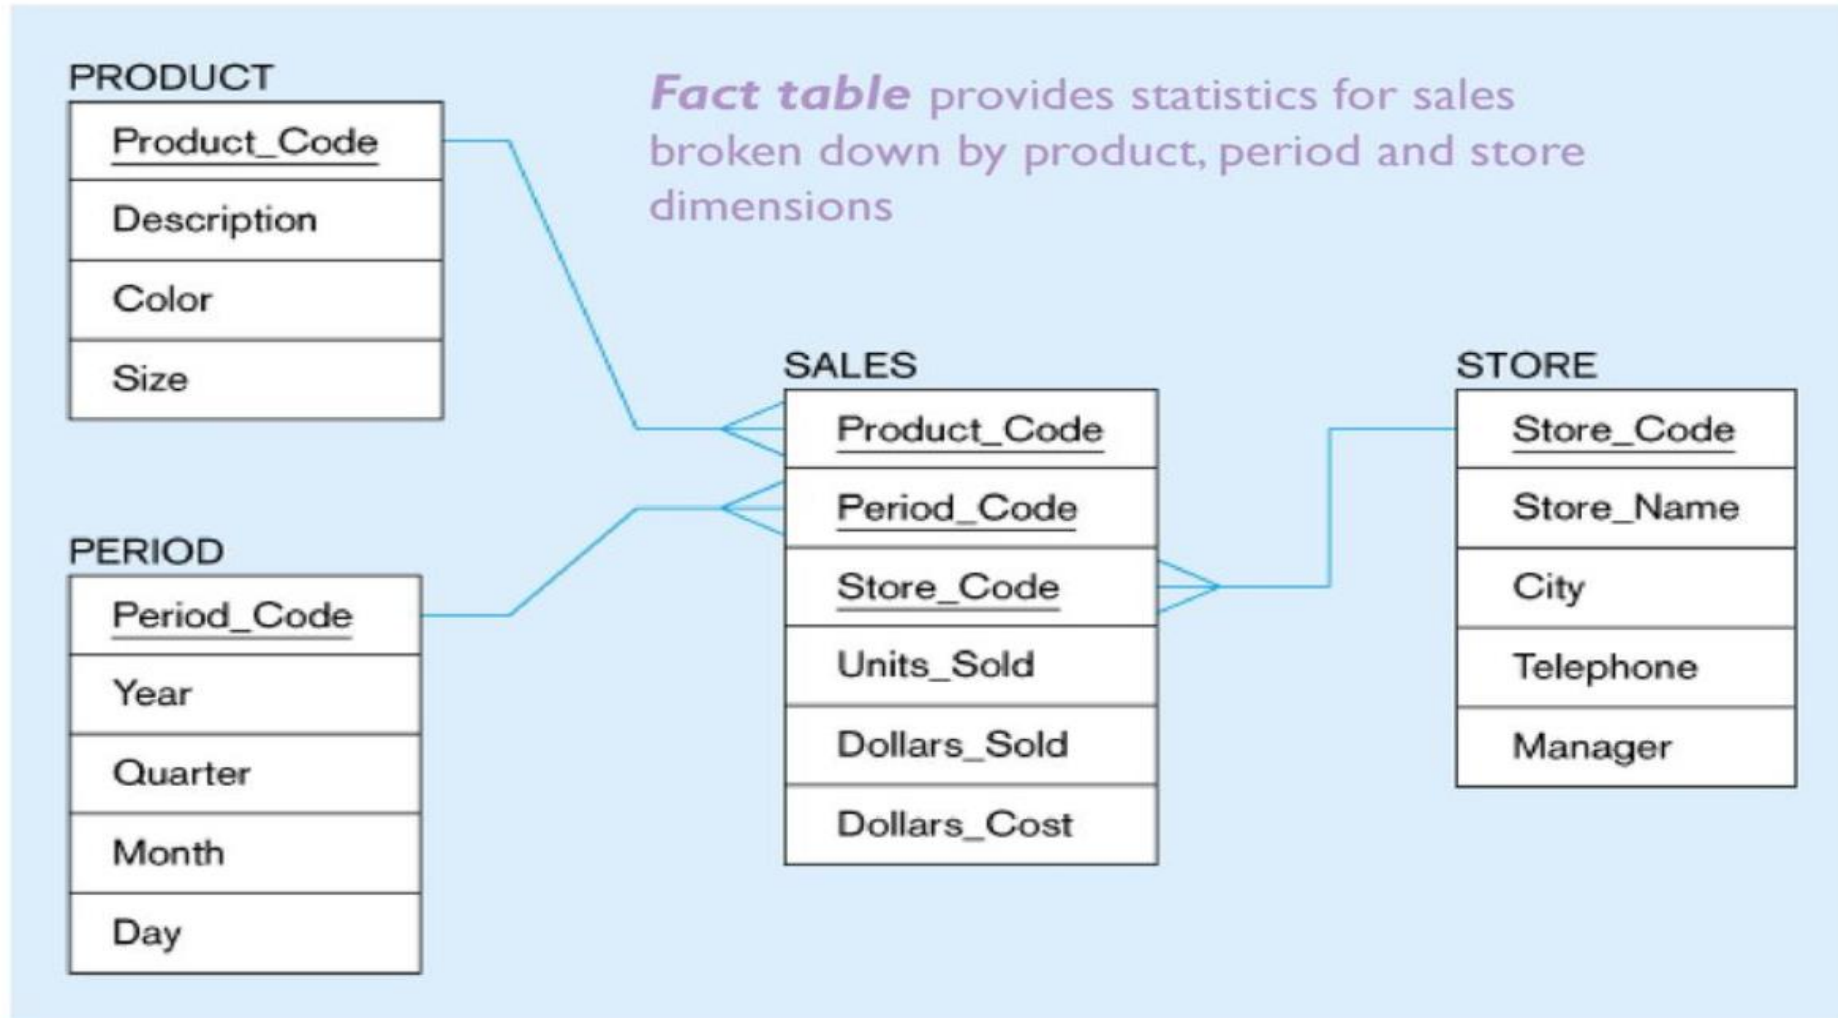 PRODUCT
Product_Code
Description
Color
Size
Fact table provides statistics for sales
broken down by product, period and store
dimensions
PERIOD
Period_Code
Year
Quarter
Month
Day
SALES
Product_Code
Period_Code
Store_Code
Units_Sold
Dollars_Sold
Dollars_Cost
STORE
Store_Code
Store_Name
City
Telephone
Manager